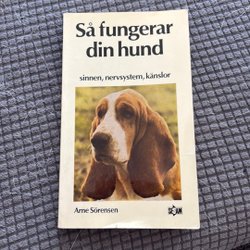 Så fungerar
din hund
sinnen, nervsystem, känslor
Arne Sörensen